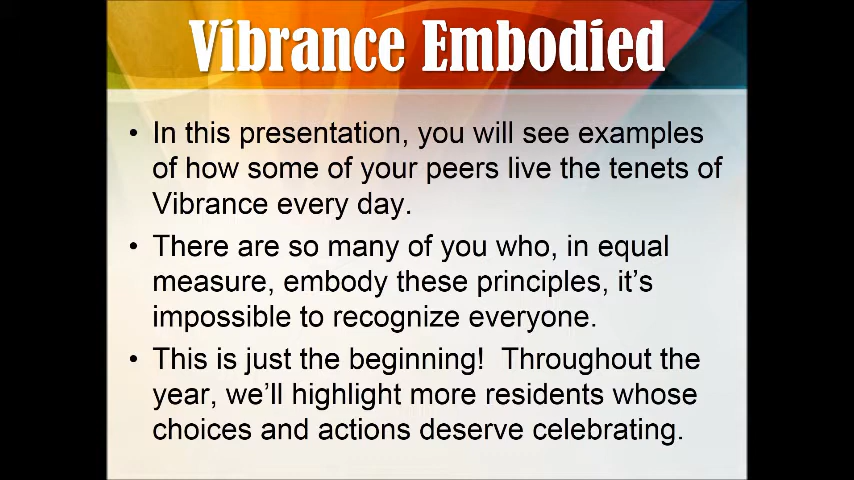 Vibrance Embodied
• In this presentation, you will see examples
of how some of your peers live the tenets of
Vibrance every day.
• There are so many of you who, in equal
measure, embody these principles, it’s
impossible to recognize everyone.
• This is just the beginning!  Throughout the
year, we’ll highlight more residents whose
choices and actions deserve celebrating.